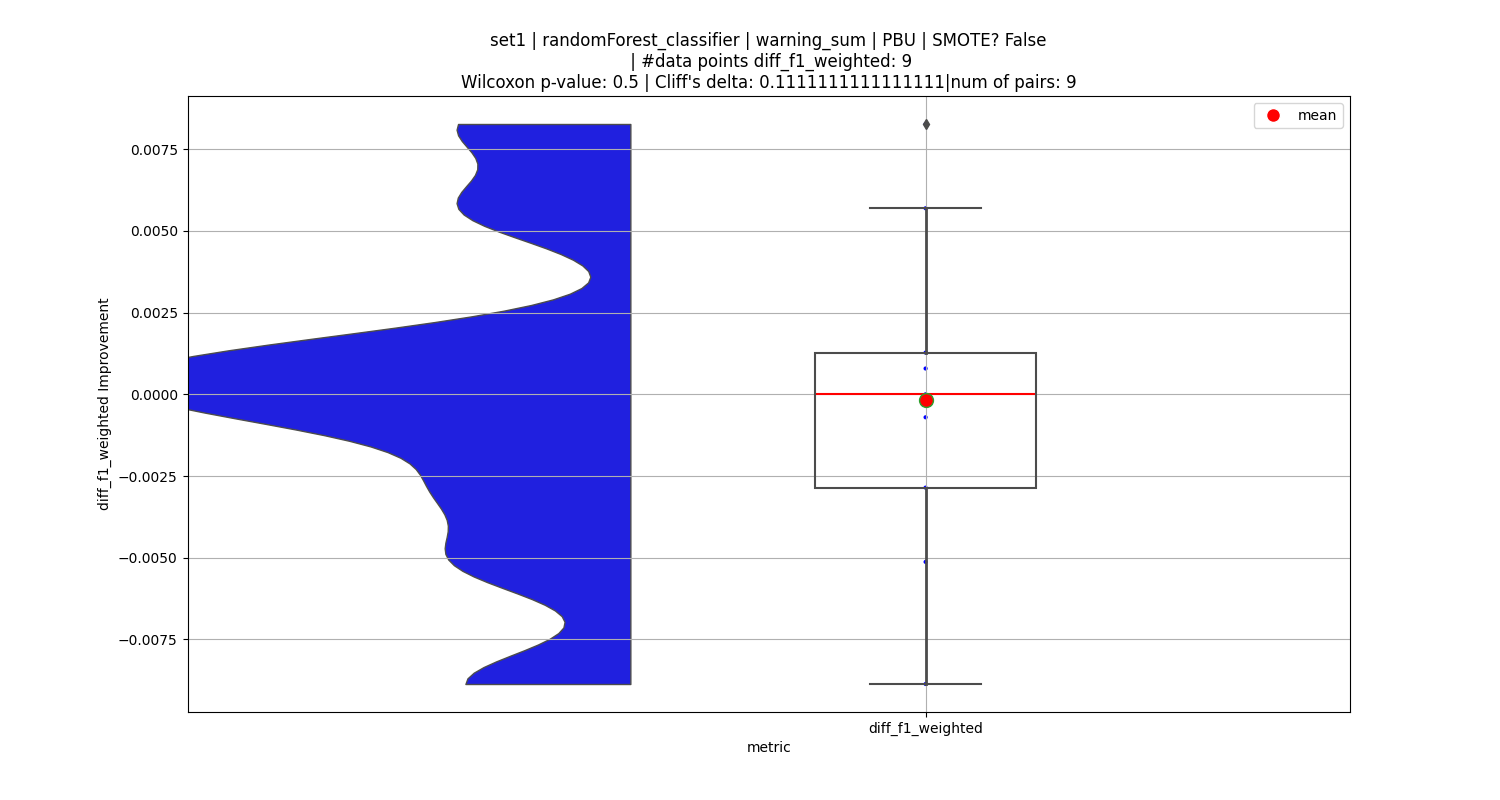 set1 | randomForest_classifier | warning_sum | PBU | SMOTE? False
| #data points diff_f1_weighted: 9
Wilcoxon p-value: 0.5 | Cliff's delta: 0.1111111111111111|num of pairs: 9
mean
0.0075
0.0050
0.0025
0.0000
−0.0025
−0.0050
−0.0075
diff_f1_weighted Improvement
diff_f1_weighted
metric